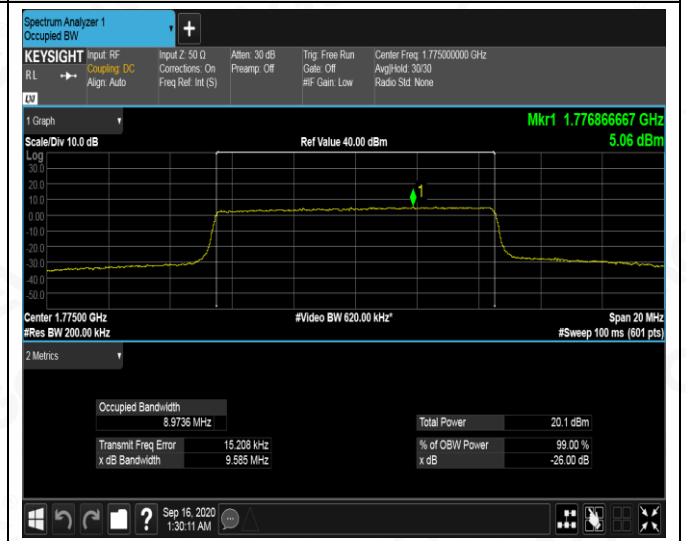 Spectrum Analyzer 1
Occupied BW
+
KEYSIGHT Input: RF Input Z: 50 Ω Atten: 30 dB Trig: Free Run Center Freq: 1.775000000 GHz
RL Coupling: DC Corrections: On Preamp: Off Gate: Off Avg|Hold: 30/30
Align: Auto Freq Ref: Int (S) #IF Gain: Low Radio Std: None
LXI
1 Graph Mkr1 1.776866667 GHz
Scale/Div 10.0 dB Ref Value 40.00 dBm 5.06 dBm
Log
30.0
20.0
1
10.0
0.00
-10.0
-20.0
-30.0
-40.0
-50.0
Center 1.77500 GHz #Video BW 620.00 kHz* Span 20 MHz
#Res BW 200.00 kHz #Sweep 100 ms (601 pts)
2 Metrics
Occupied Bandwidth
8.9736 MHz Total Power 20.1 dBm
Transmit Freq Error 15.208 kHz % of OBW Power 99.00 %
x dB Bandwidth 9.585 MHz x dB -26.00 dB
? Sep 16, 2020
1:30:11 AM